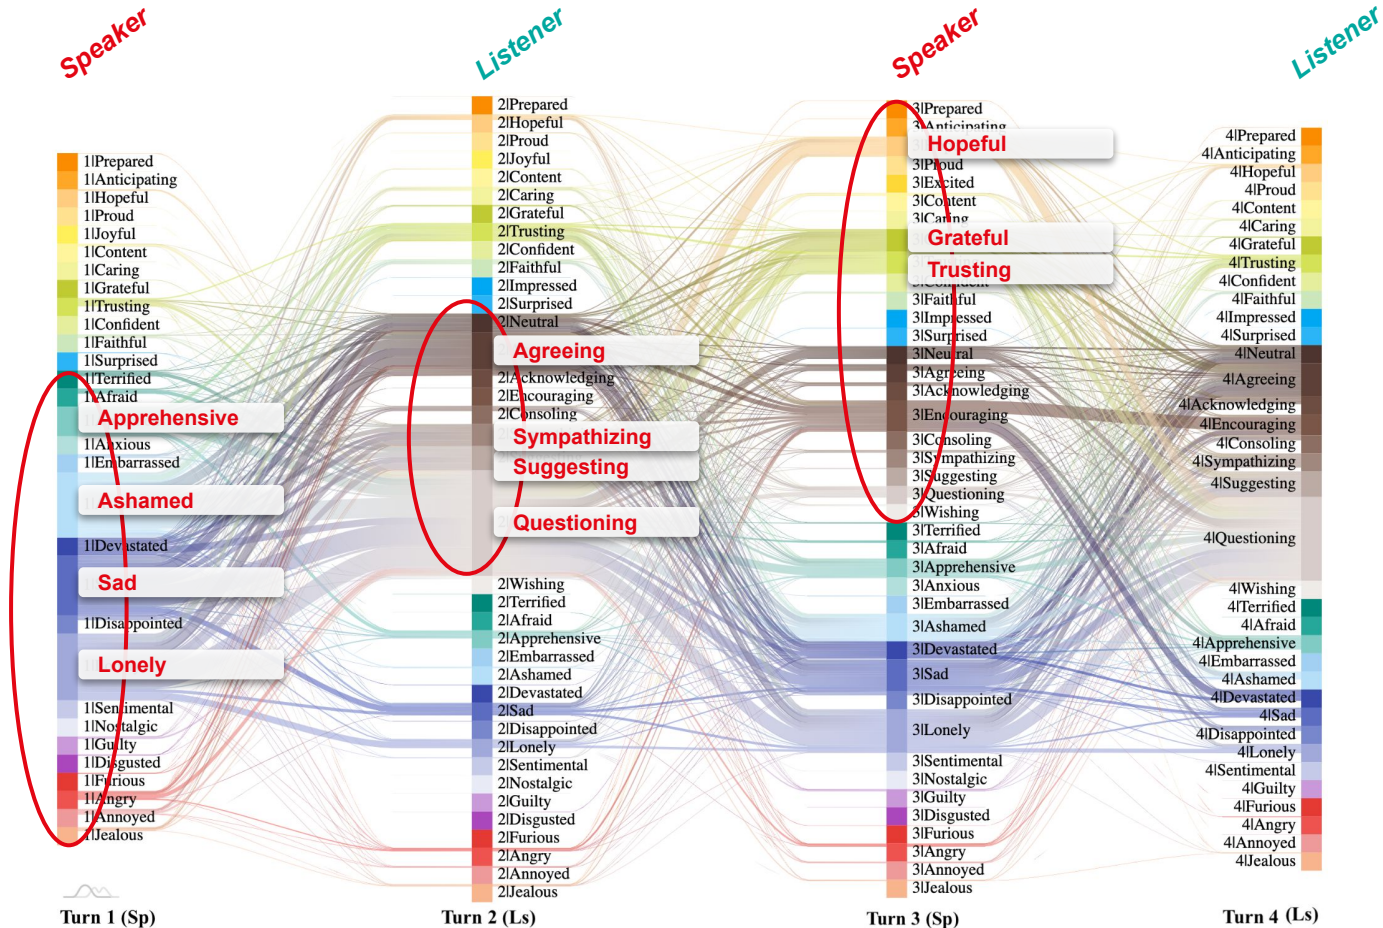 Speaker
Listener
Speaker
Listener
1|Prepared
1|Anticipating
1|Hopeful
1|Proud
1|Joyful
1|Content
1|Caring
1|Grateful
1|Trusting
1|Confident
1|Faithful
1|Surprised
1|Terrified
1|Afraid
Apprehensive
1|Anxious
1|Embarrassed
Ashamed
1|Devastated
Sad
1|Disappointed
Lonely
1|Sentimental
1|Nostalgic
1|Guilty
1|Disgusted
1|Furious
1|Angry
1|Annoyed
1|Jealous
Turn 1 (Sp)
2|Prepared
2|Hopeful
2|Proud
2|Joyful
2|Content
2|Caring
2|Grateful
2|Trusting
2|Confident
2|Faithful
2|Impressed
2|Surprised
2|Neutral
Agreeing
2|Acknowledging
2|Encouraging
2|Consoling
Sympathizing
Suggesting
Questioning
2|Wishing
2|Terrified
2|Afraid
2|Apprehensive
2|Embarrassed
2|Ashamed
2|Devastated
2|Sad
2|Disappointed
2|Lonely
2|Sentimental
2|Nostalgic
2|Guilty
2|Disgusted
2|Furious
2|Angry
2|Annoyed
2|Jealous
Turn 2 (Ls)
3|Prepared
3|Anticipating
Hopeful
3|Proud
3|Excited
3|Content
3|Caring
Grateful
Trusting
3|Confident
3|Faithful
3|Impressed
3|Surprised
3|Neutral
3|Agreeing
3|Acknowledging
3|Encouraging
3|Consoling
3|Sympathizing
3|Suggesting
3|Questioning
3|Wishing
3|Terrified
3|Afraid
3|Apprehensive
3|Anxious
3|Embarrassed
3|Ashamed
3|Devastated
3|Sad
3|Disappointed
3|Lonely
3|Sentimental
3|Nostalgic
3|Guilty
3|Disgusted
3|Furious
3|Angry
3|Annoyed
3|Jealous
Turn 3 (Sp)
4|Prepared
4|Anticipating
4|Hopeful
4|Proud
4|Content
4|Caring
4|Grateful
4|Trusting
4|Confident
4|Faithful
4|Impressed
4|Surprised
4|Neutral
4|Agreeing
4|Acknowledging
4|Encouraging
4|Consoling
4|Sympathizing
4|Suggesting
4|Questioning
4|Wishing
4|Terrified
4|Afraid
4|Apprehensive
4|Embarrassed
4|Ashamed
4|Devastated
4|Sad
4|Disappointed
4|Lonely
4|Sentimental
4|Guilty
4|Furious
4|Angry
4|Annoyed
4|Jealous
Turn 4 (Ls)